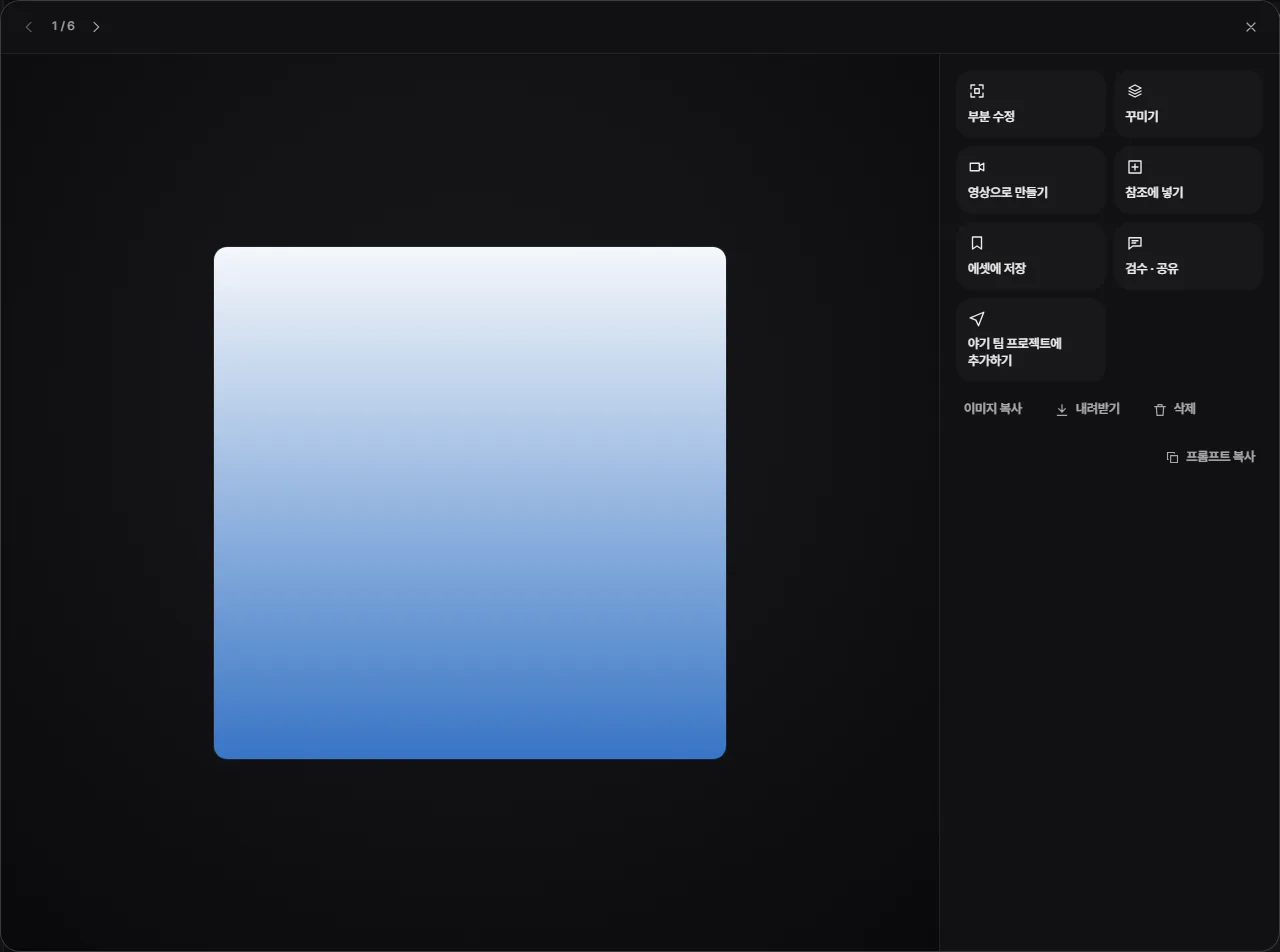 1 / 6
부분 수정
꾸미기
영상으로 만들기
참조에 넣기
에셋에 저장
검수 · 공유
야기 팀 프로젝트에
추가하기
이미지 복사
내려받기
삭제
프롬프트 복사